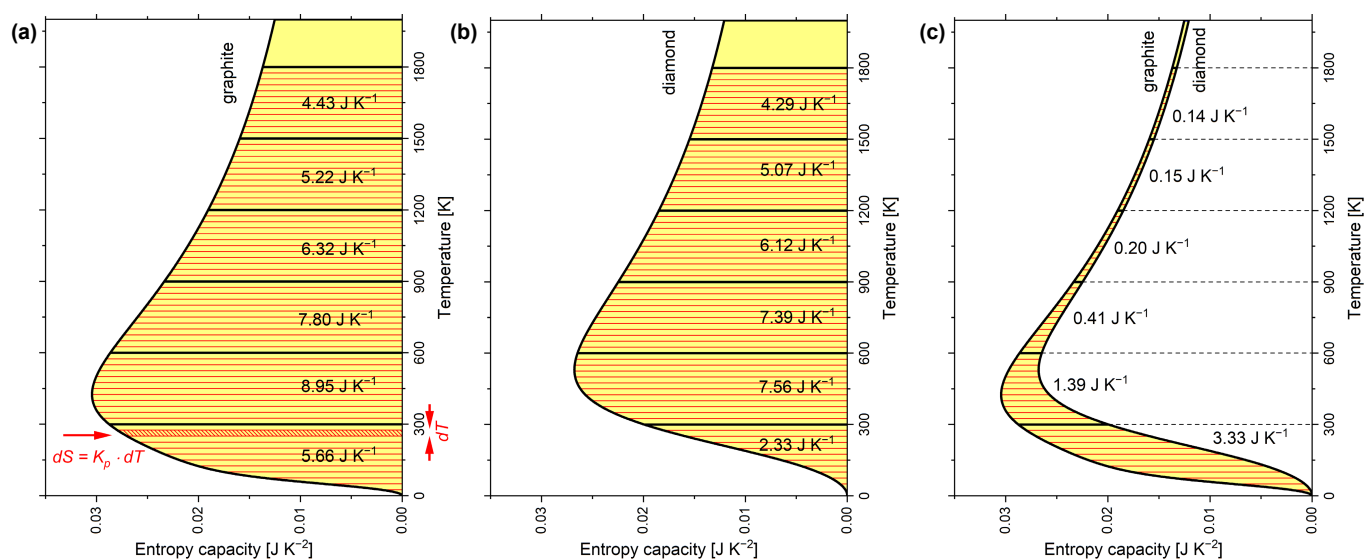 (a)
graphite
4.43 J K⁻¹
5.22 J K⁻¹
6.32 J K⁻¹
7.80 J K⁻¹
8.95 J K⁻¹
5.66 J K⁻¹
dS = Kₚ · dT
dT
1800
1500
1200
900
600
300
0
Temperature [K]
0.03
0.02
0.01
0.00
Entropy capacity [J K⁻²]
(b)
diamond
4.29 J K⁻¹
5.07 J K⁻¹
6.12 J K⁻¹
7.39 J K⁻¹
7.56 J K⁻¹
2.33 J K⁻¹
1800
1500
1200
900
600
300
0
Temperature [K]
0.03
0.02
0.01
0.00
Entropy capacity [J K⁻²]
(c)
graphite
diamond
0.14 J K⁻¹
0.15 J K⁻¹
0.20 J K⁻¹
0.41 J K⁻¹
1.39 J K⁻¹
3.33 J K⁻¹
1800
1500
1200
900
600
300
0
Temperature [K]
0.03
0.02
0.01
0.00
Entropy capacity [J K⁻²]